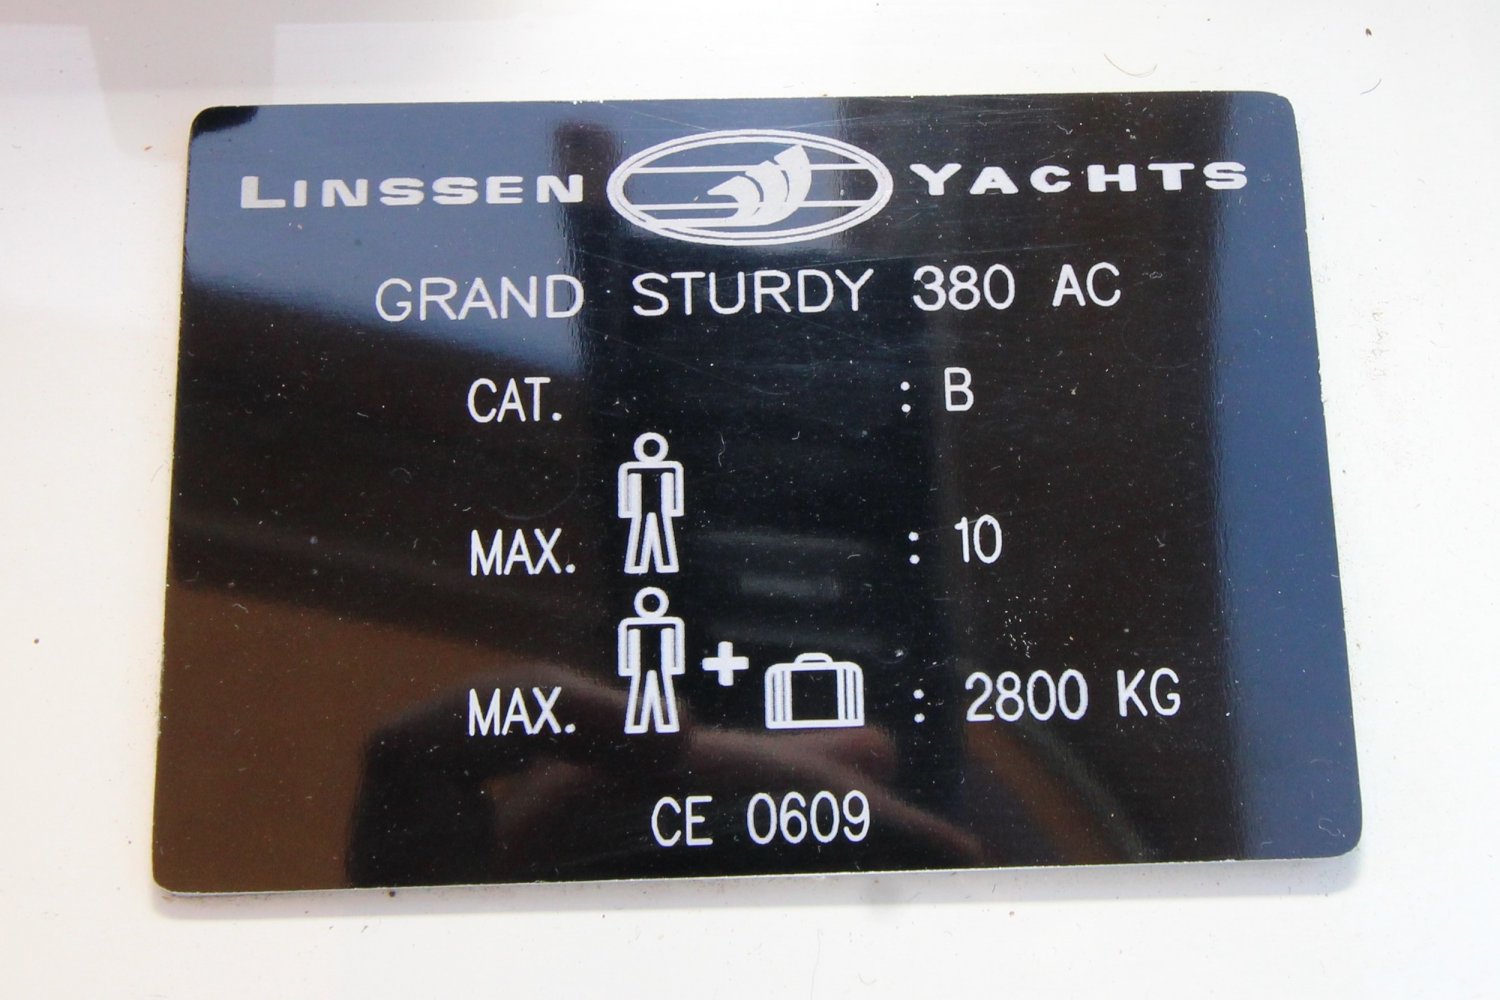 LINSSEN YACHTS
GRAND STURDY 380 AC
CAT. : B
MAX. : 10
MAX. + : 2800 KG
CE 0609